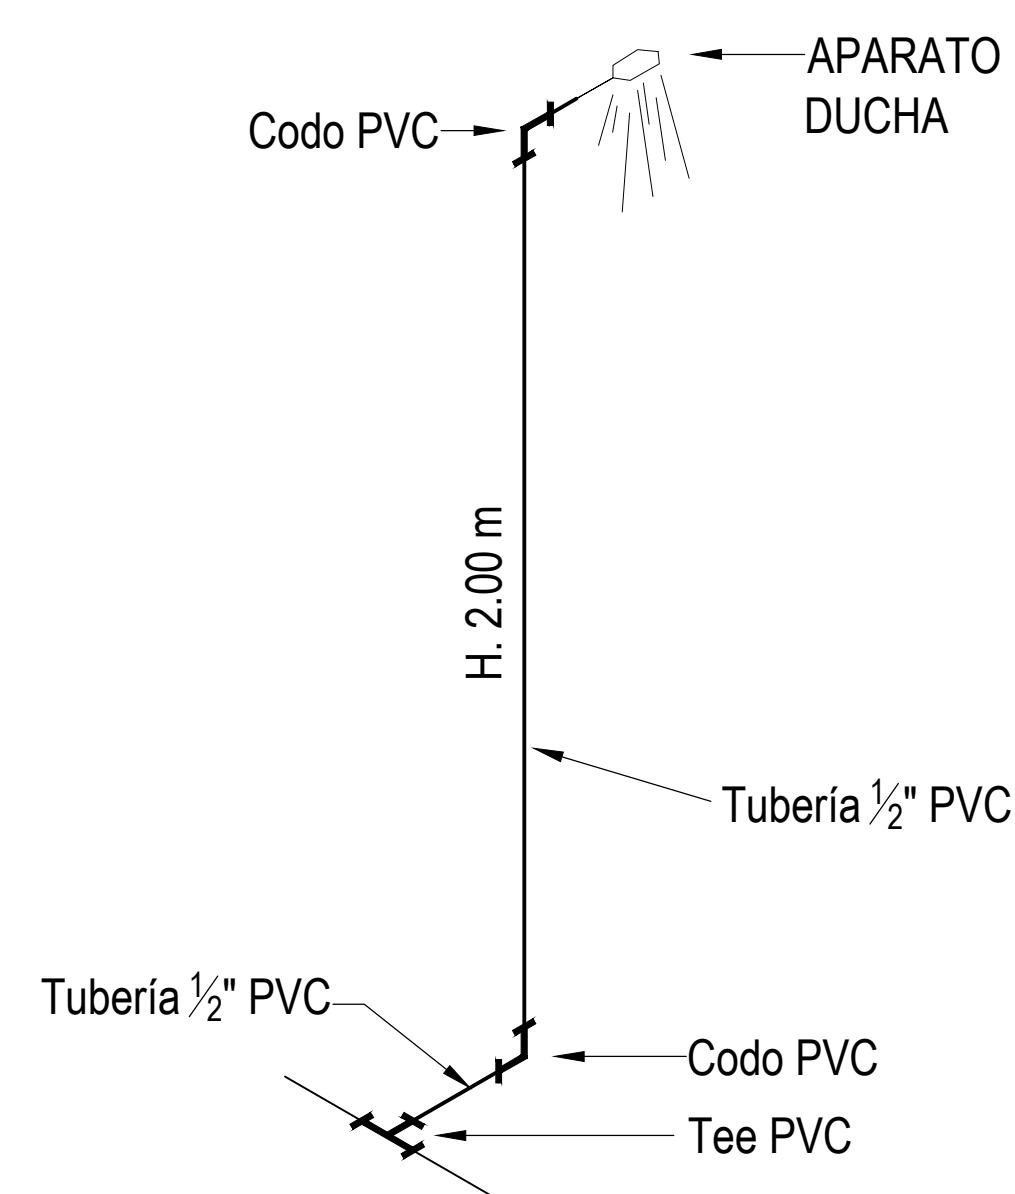 APARATO
DUCHA
Codo PVC
H. 2.00 m
Tubería ½" PVC
Tubería ½" PVC
Codo PVC
Tee PVC